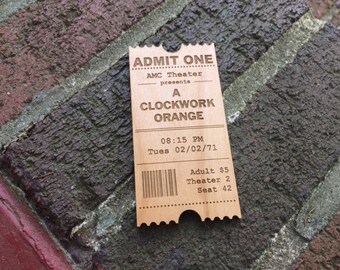 ADMIT ONE
AMC Theater
presents
A
CLOCKWORK
ORANGE
08:15 PM
Tues 02/02/71
Adult $5
Theater 2
Seat 42